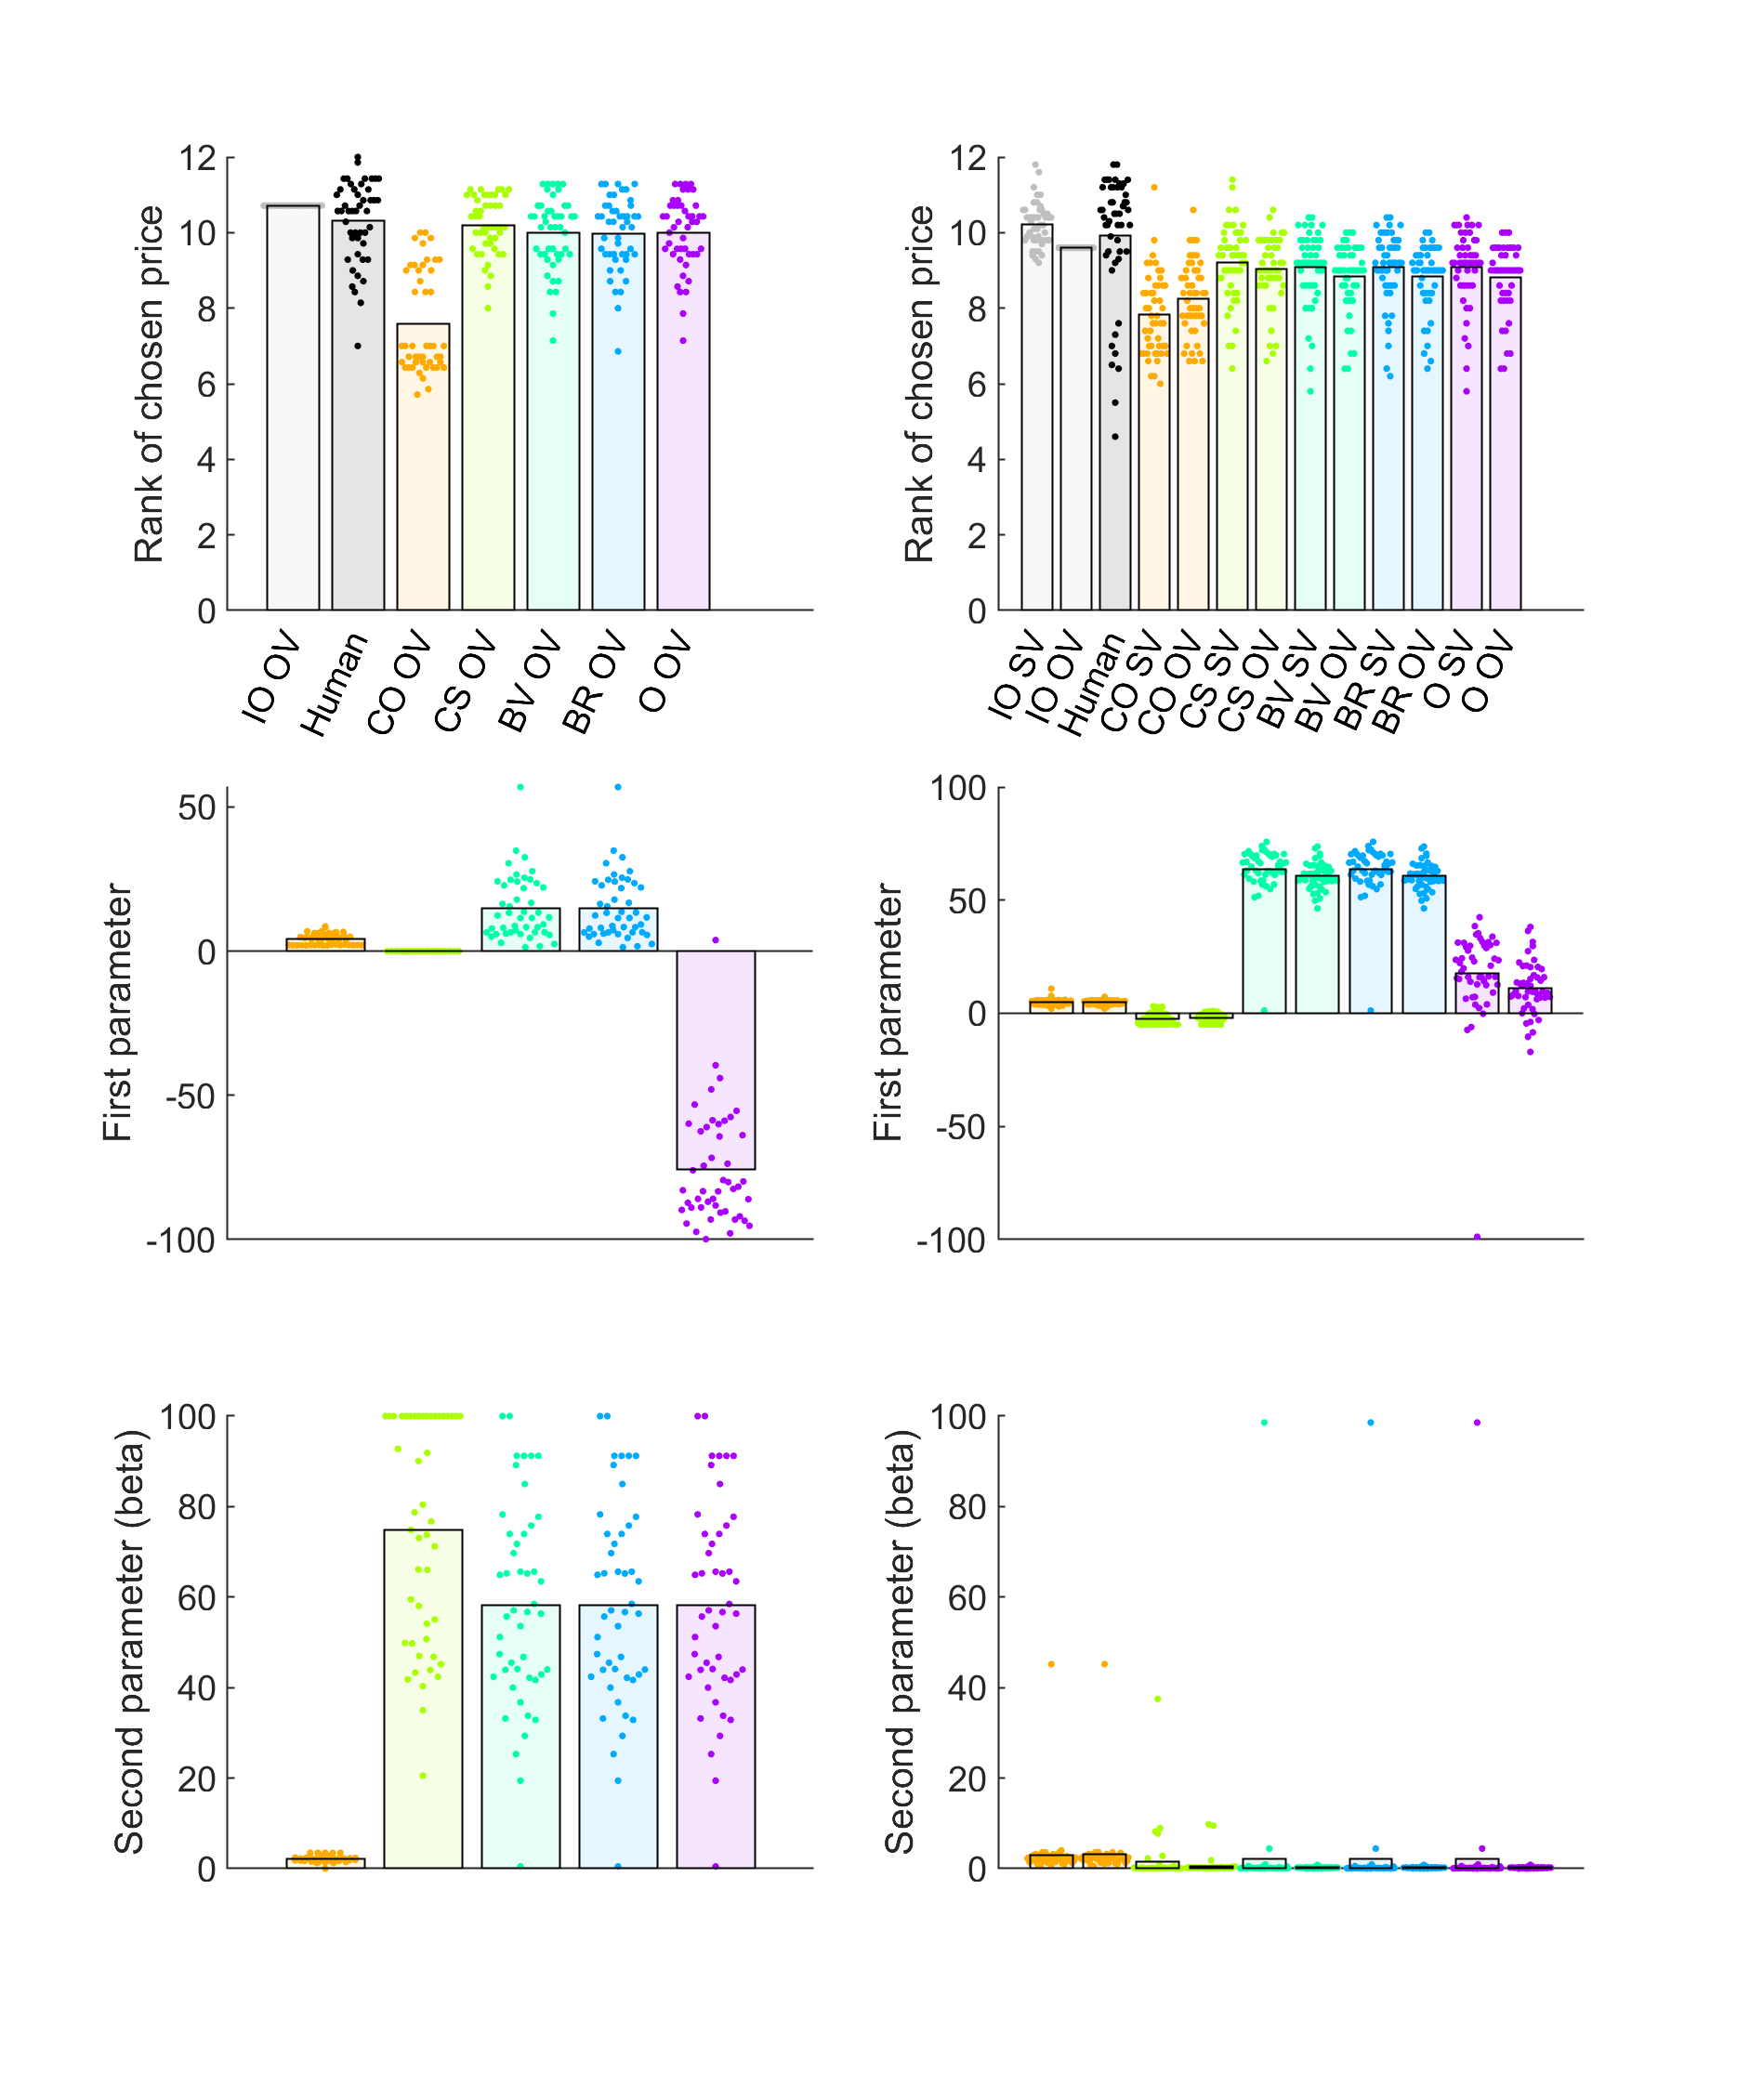 Rank of chosen price
12
10
8
6
4
2
0
IO OV
Human
CO OV
CS OV
BV OV
BR OV
O OV
Rank of chosen price
12
10
8
6
4
2
0
IO SV
IO OV
Human
CO SV
CO OV
CS SV
CS OV
BV SV
BV OV
BR SV
BR OV
O SV
O OV
First parameter
50
0
-50
-100
First parameter
100
50
0
-50
-100
Second parameter (beta)
100
80
60
40
20
0
Second parameter (beta)
100
80
60
40
20
0